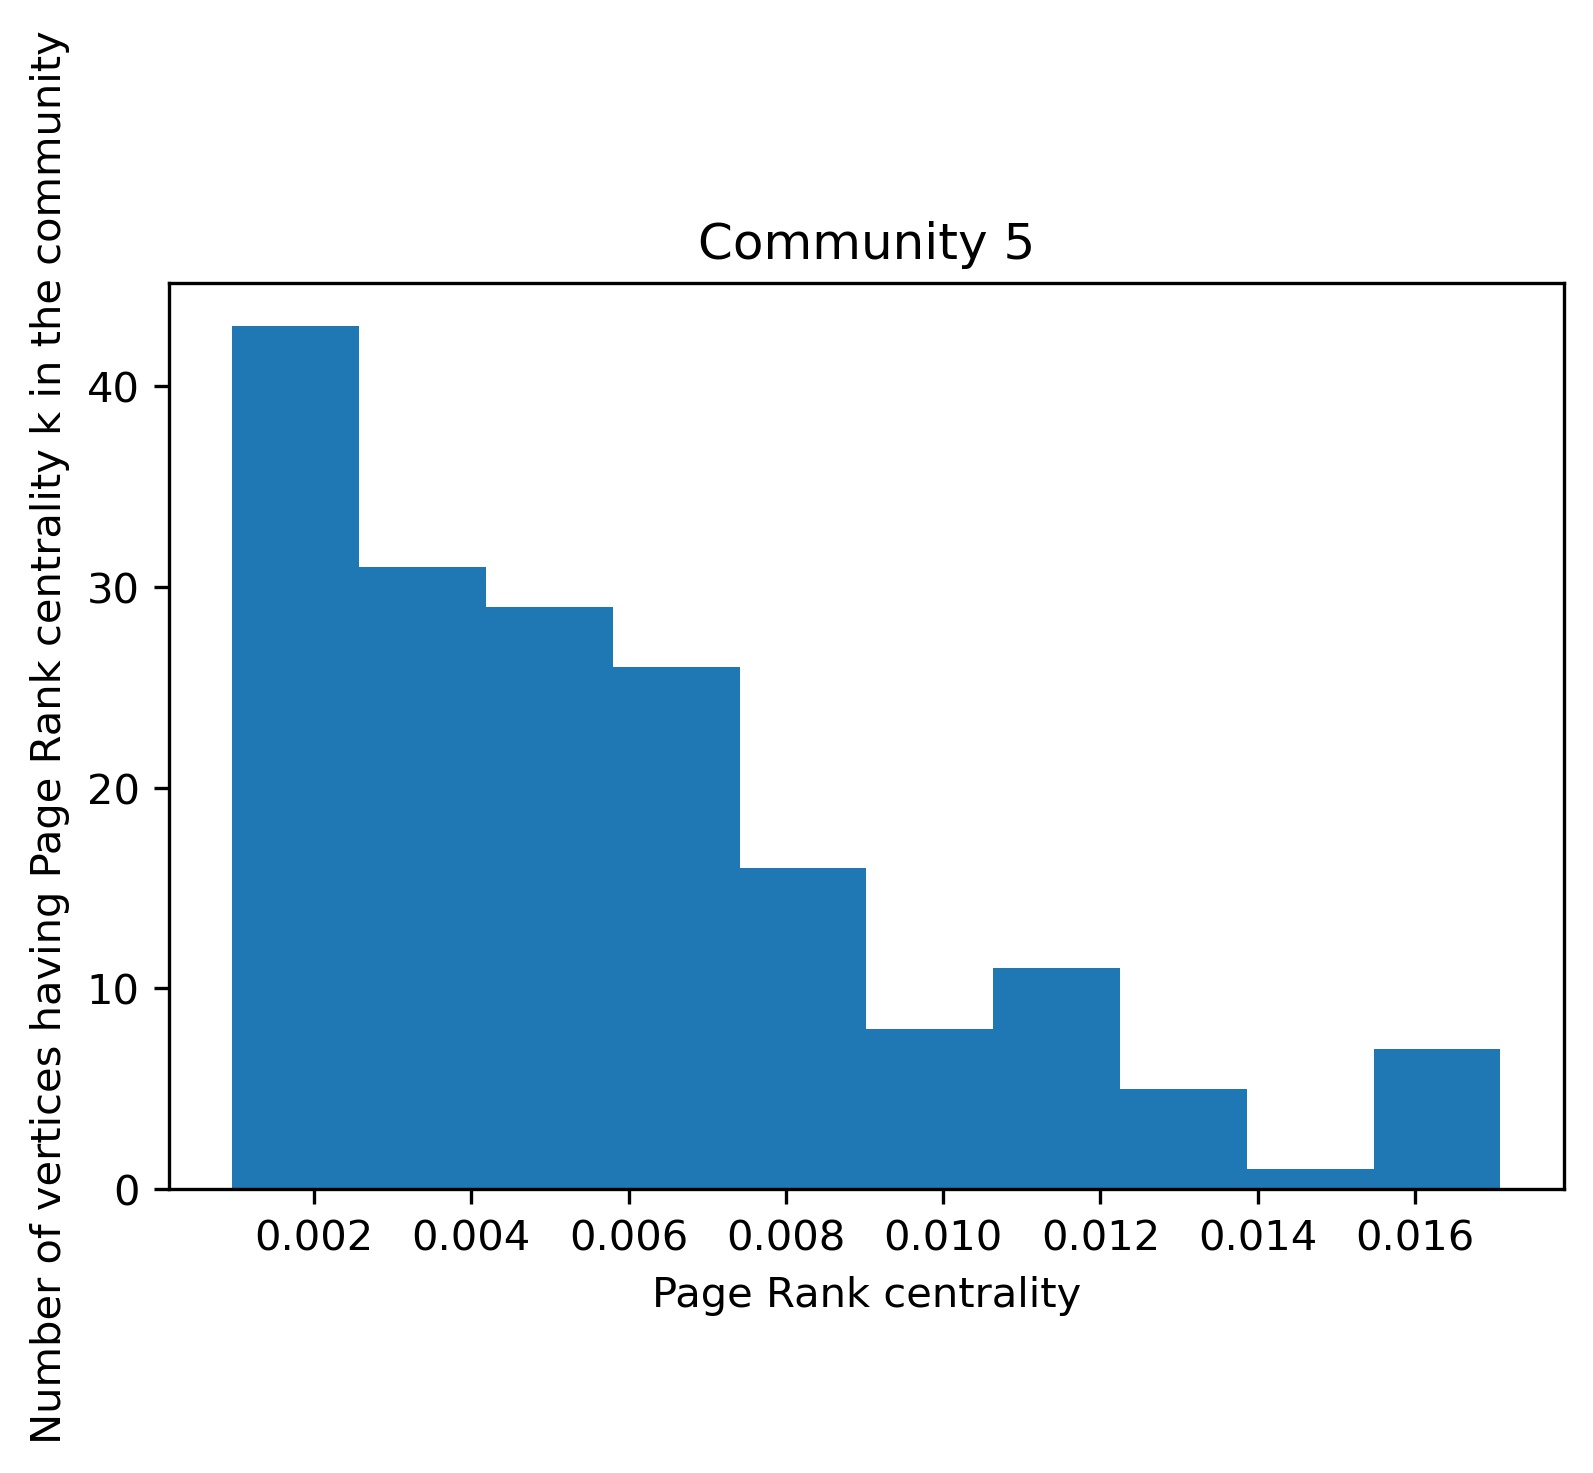 Community 5
Number of vertices having Page Rank centrality k in the community
40
30
20
10
0
0.002 0.004 0.006 0.008 0.010 0.012 0.014 0.016
Page Rank centrality